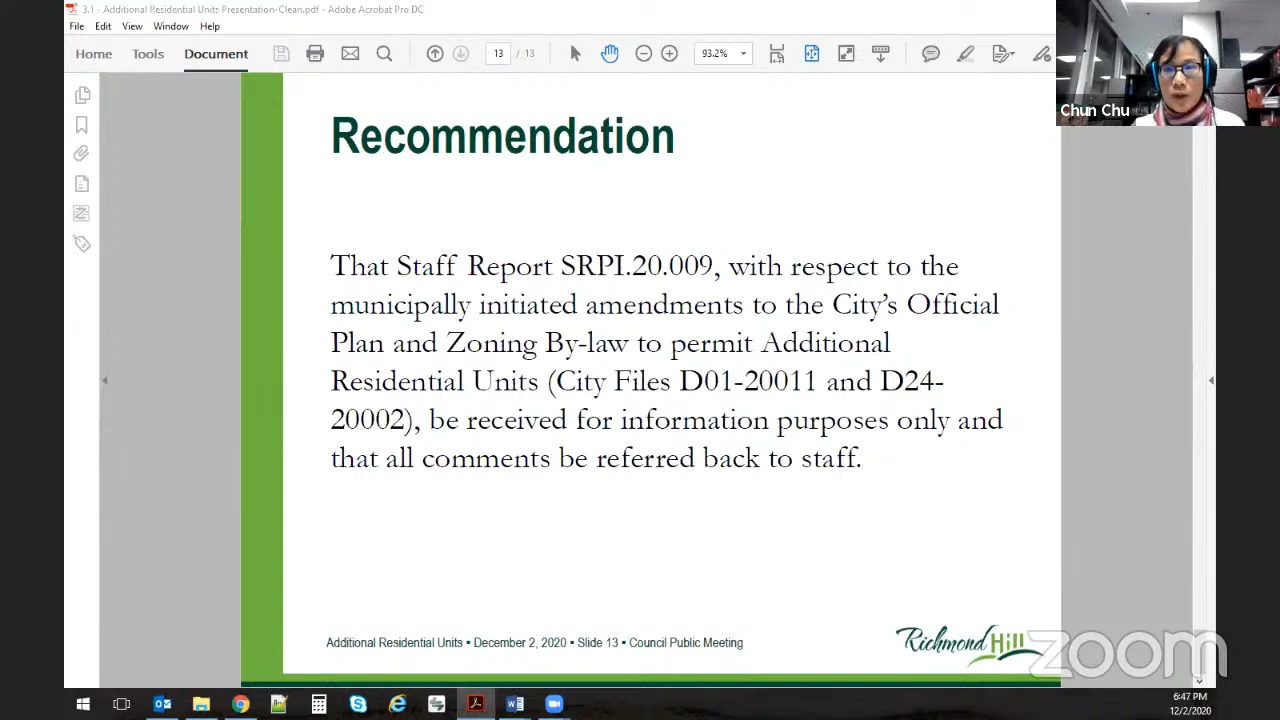 3.1 - Additional Residential Units Presentation-Clean.pdf - Adobe Acrobat Pro DC
File Edit View Window Help
Home Tools Document 13 / 13 93.2%
Chun Chu
Recommendation
That Staff Report SRPI.20.009, with respect to the
municipally initiated amendments to the City's Official
Plan and Zoning By-law to permit Additional
Residential Units (City Files D01-20011 and D24-
20002), be received for information purposes only and
that all comments be referred back to staff.
Additional Residential Units ▪ December 2, 2020 ▪ Slide 13 ▪ Council Public Meeting
Richmond Hill
zoom
6:47 PM
12/2/2020